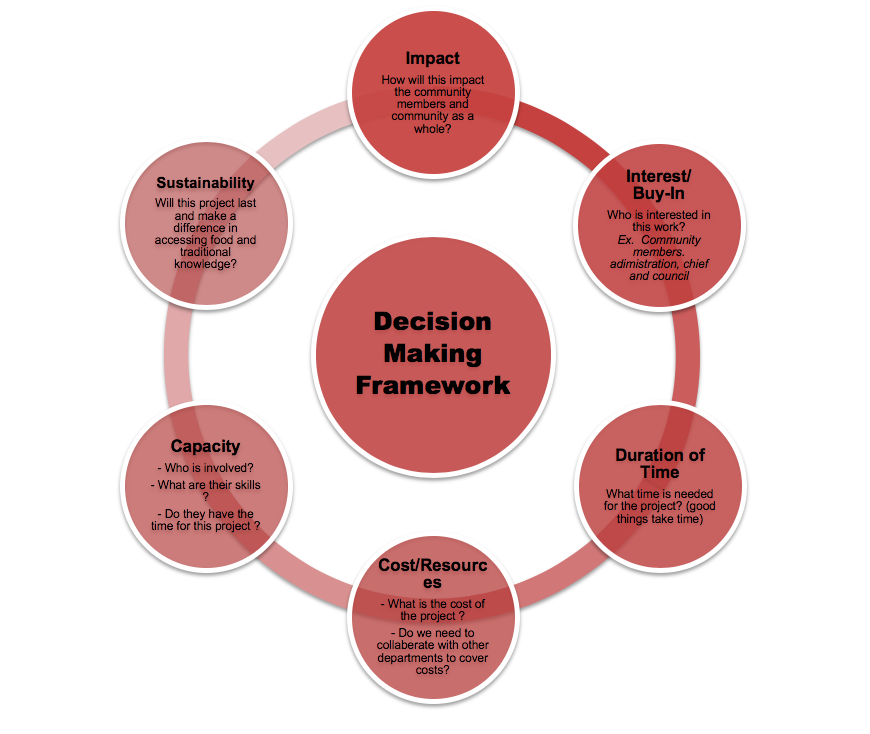 Impact
How will this impact
the community
members and
community as a
whole?
Interest/
Buy-In
Who is interested in
this work?
Ex.  Community
members.
adimistration, chief
and council
Duration of
Time
What time is needed
for the project? (good
things take time)
Cost/Resourc
es
- What is the cost of
the project ?
- Do we need to
collaberate with other
departments to cover
costs?
Capacity
- Who is involved?
- What are their skills
?
- Do they have the
time for this project ?
Sustainability
Will this project last
and make a
difference in
accessing food and
traditional
knowledge?
Decision
Making
Framework